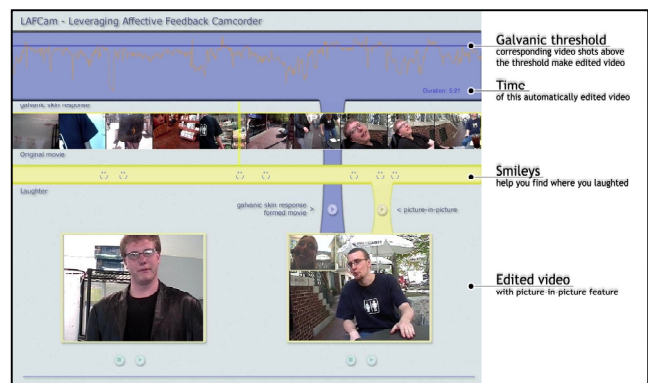 LAFCam - Leveraging Affective Feedback Camcorder
Galvanic threshold
corresponding video shots above
the threshold make edited video
Duration: 5:21
Time
of this automatically edited video
galvanic skin response
Original movie
Smileys
help you find where you laughted
Laughter
galvanic skin response >
formed movie
< picture-in-picture
Edited video
with picture-in-picture feature